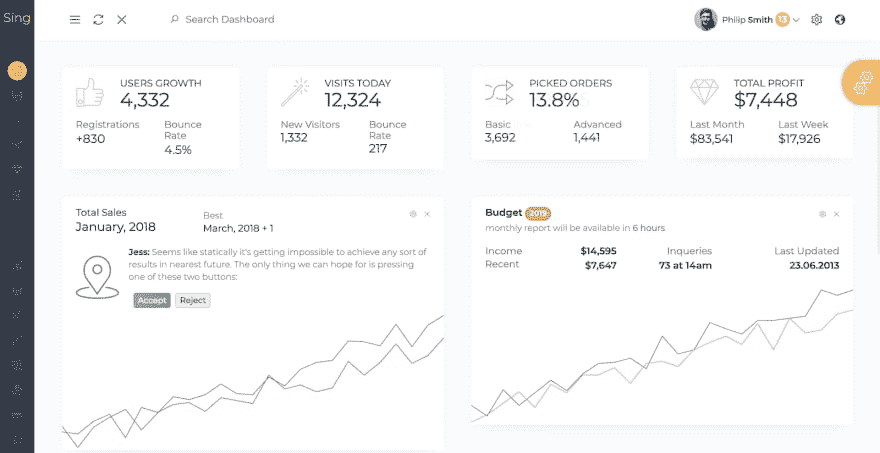 Sing
Search Dashboard
Philip Smith 13
USERS GROWTH
4,332
Registrations
+830
Bounce
Rate
4.5%
VISITS TODAY
12,324
New Visitors
1,332
Bounce
Rate
217
PICKED ORDERS
13.8%
Basic
3,692
Advanced
1,441
TOTAL PROFIT
$7,448
Last Month
$83,541
Last Week
$17,926
Total Sales
January, 2018
Best
March, 2018 + 1
Jess: Seems like statically it's getting impossible to achieve any sort of
results in nearest future. The only thing we can hope for is pressing
one of these two buttons:
Accept Reject
Budget 2019
monthly report will be available in 6 hours
Income $14,595 Inqueries Last Updated
Recent $7,647 73 at 14am 23.06.2013